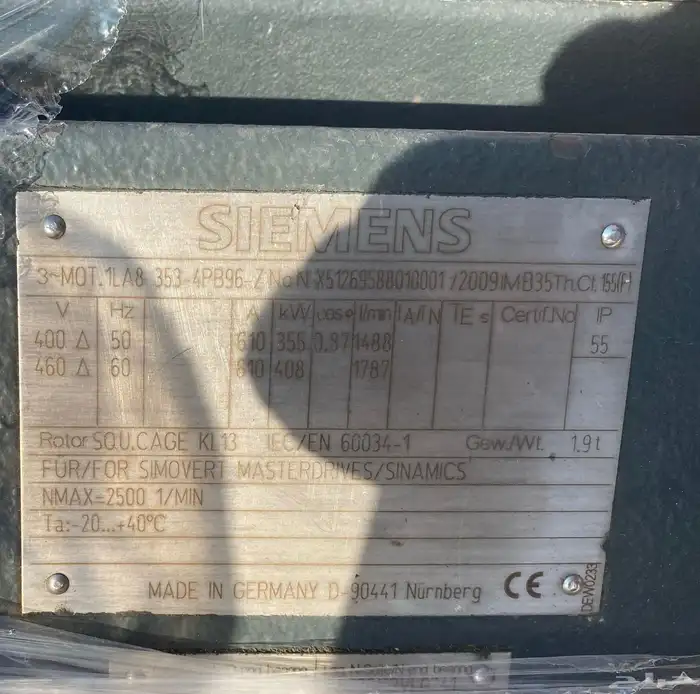 SIEMENS
3~MOT. 1LA8 353-4PB96-Z No N X51269588010001 /2009 IM B35 Th.Cl. 155(F)
V Hz A kW cos φ 1/min IA/IN TE s Certif.No IP
400 Δ 50 610 355 0.87 1488 55
460 Δ 60 610 408 1787
Rotor SQU.CAGE KL13 IEC/EN 60034-1 Gew./Wt. 1.9 t
FÜR/FOR SIMOVERT MASTERDRIVES/SINAMICS
NMAX=2500 1/MIN
Ta:-20...+40°C
MADE IN GERMANY D-90441 Nürnberg CE
DEW0233